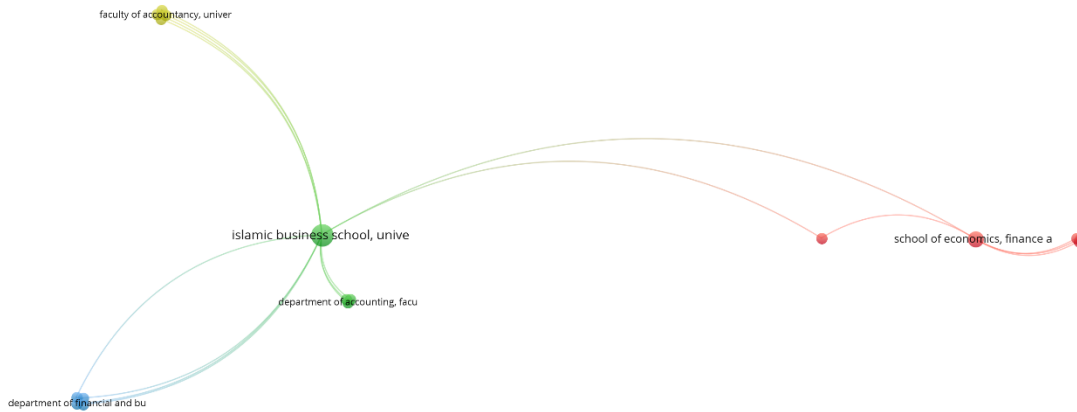 faculty of accountancy, univer
islamic business school, unive
school of economics, finance a
department of accounting, facu
department of financial and bu